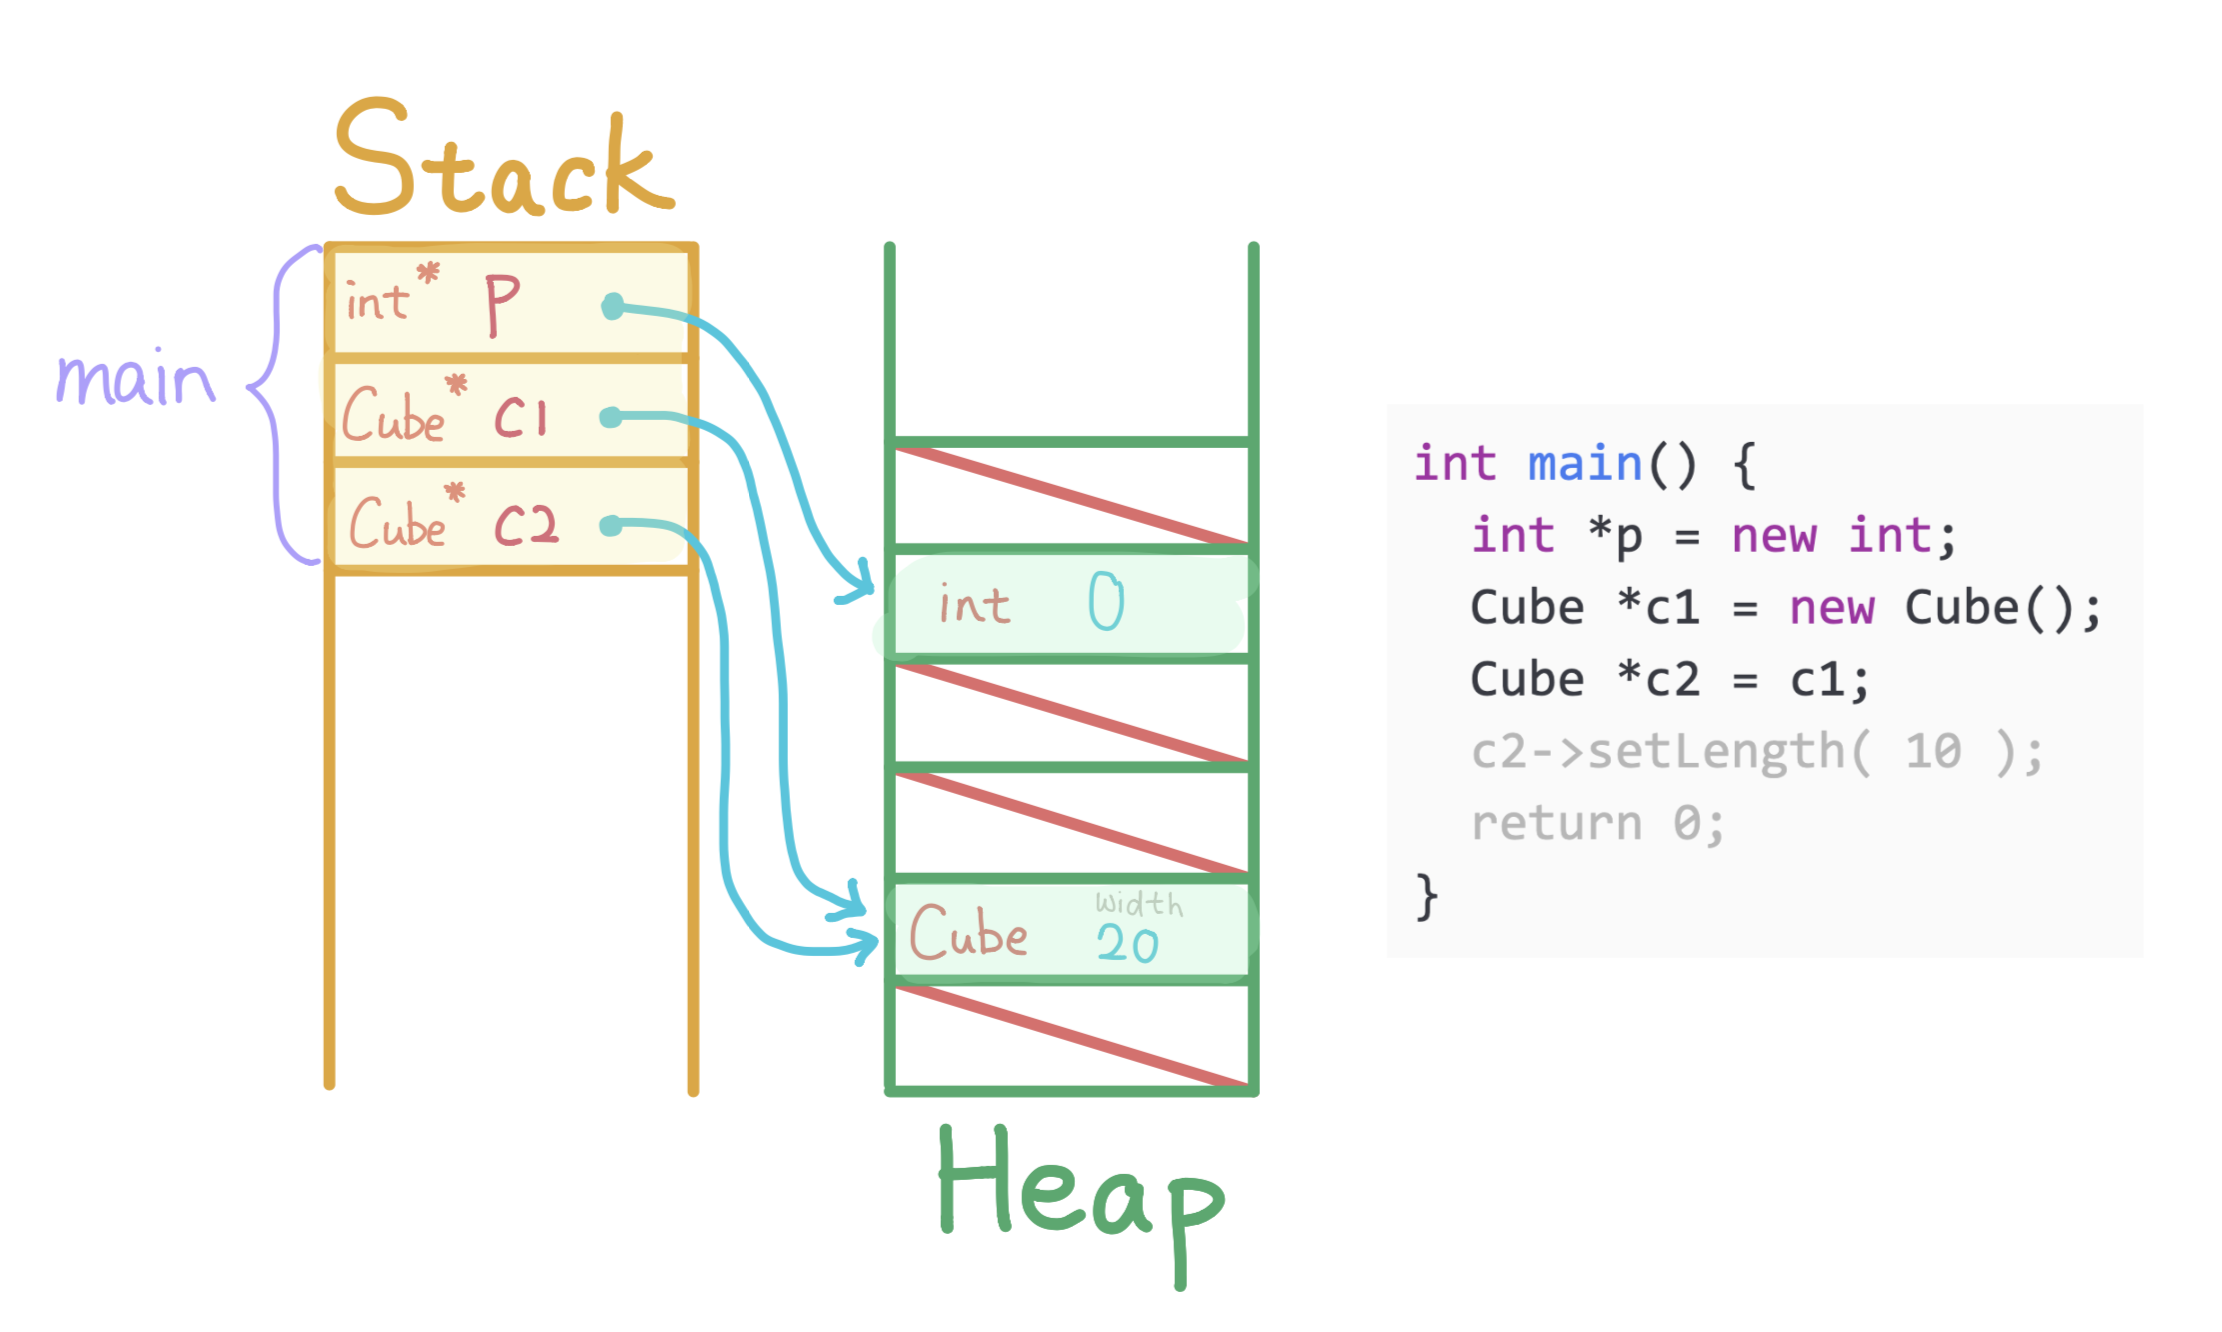 Stack
main
int* p
Cube* c1
Cube* c2
int 0
width
Cube 20
Heap
int main() {
int *p = new int;
Cube *c1 = new Cube();
Cube *c2 = c1;
c2->setLength( 10 );
return 0;
}